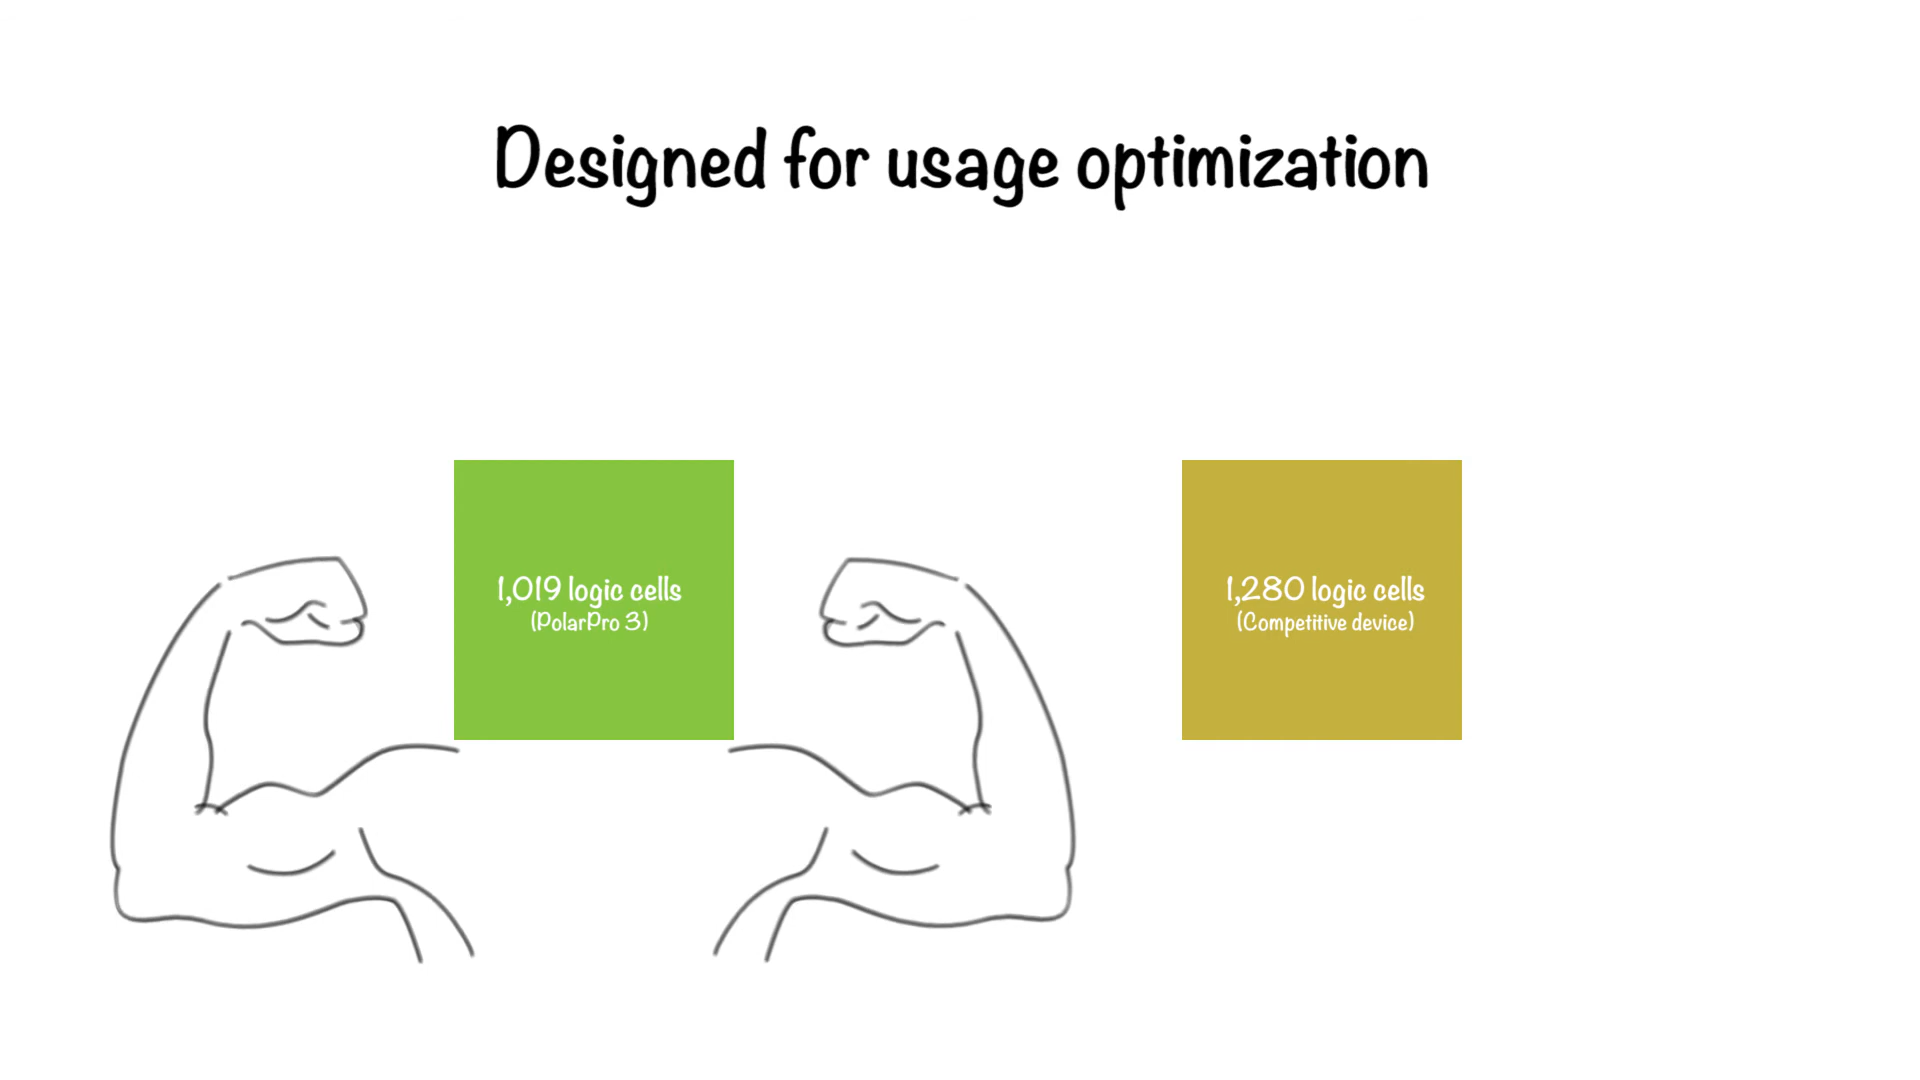 Designed for usage optimization
1,019 logic cells
(PolarPro 3)
1,280 logic cells
(Competitive device)